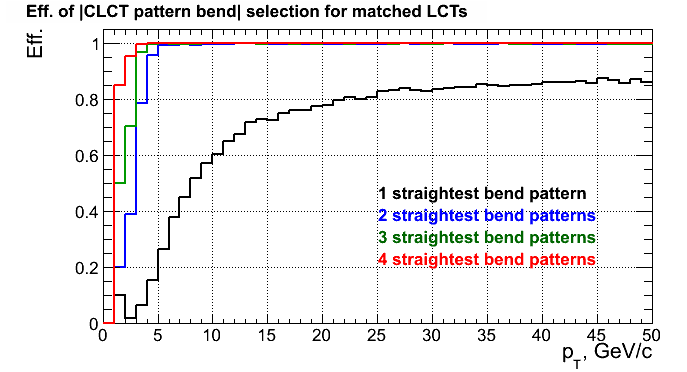 Eff. of |CLCT pattern bend| selection for matched LCTs
Eff.
1
0.8
0.6
0.4
0.2
0
1 straightest bend pattern
2 straightest bend patterns
3 straightest bend patterns
4 straightest bend patterns
0 5 10 15 20 25 30 35 40 45 50
p_T, GeV/c